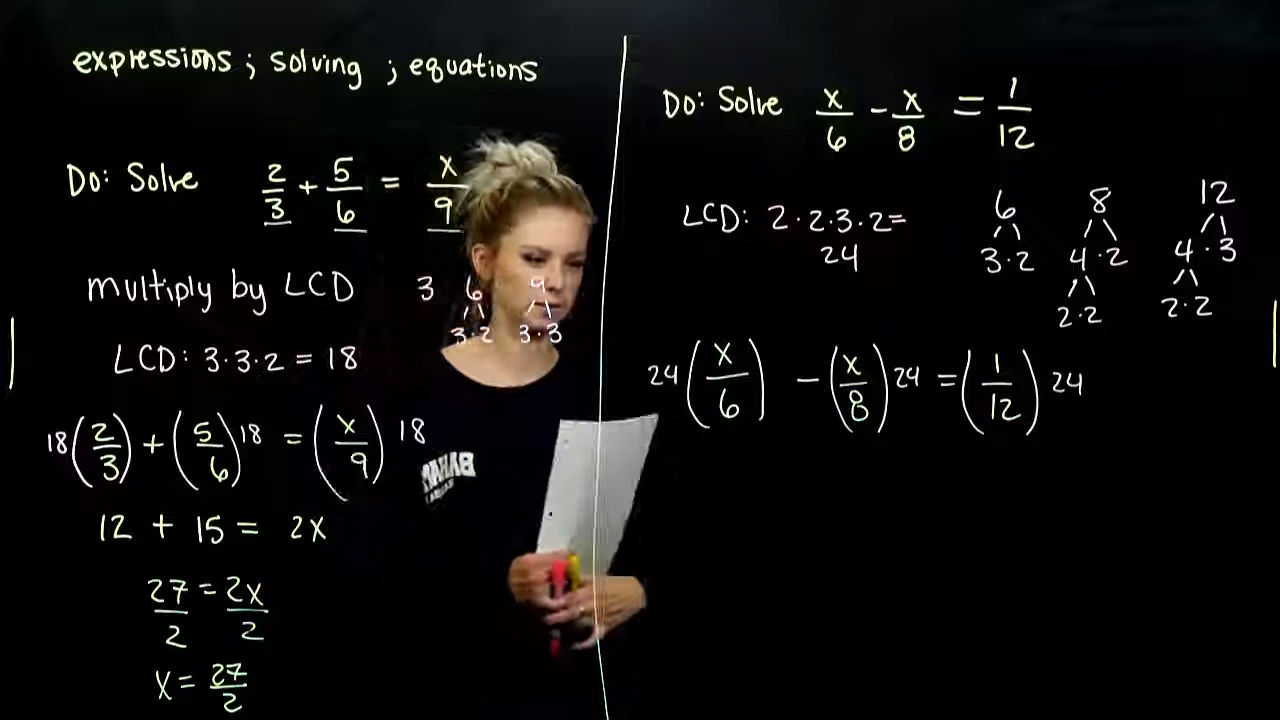 expressions ; solving ; equations
Do: Solve 2/3 + 5/6 = x/9
multiply by LCD
3 6 9
3·2 3·3
LCD: 3·3·2 = 18
18(2/3) + (5/6)18 = (x/9) 18
12 + 15 = 2x
27/2 = 2x/2
x = 27/2
Do: Solve x/6 - x/8 = 1/12
LCD: 2·2·3·2=
24
6 8 12
3·2 4·2 4·3
2·2 2·2
24(x/6) - (x/8)24 = (1/12) 24